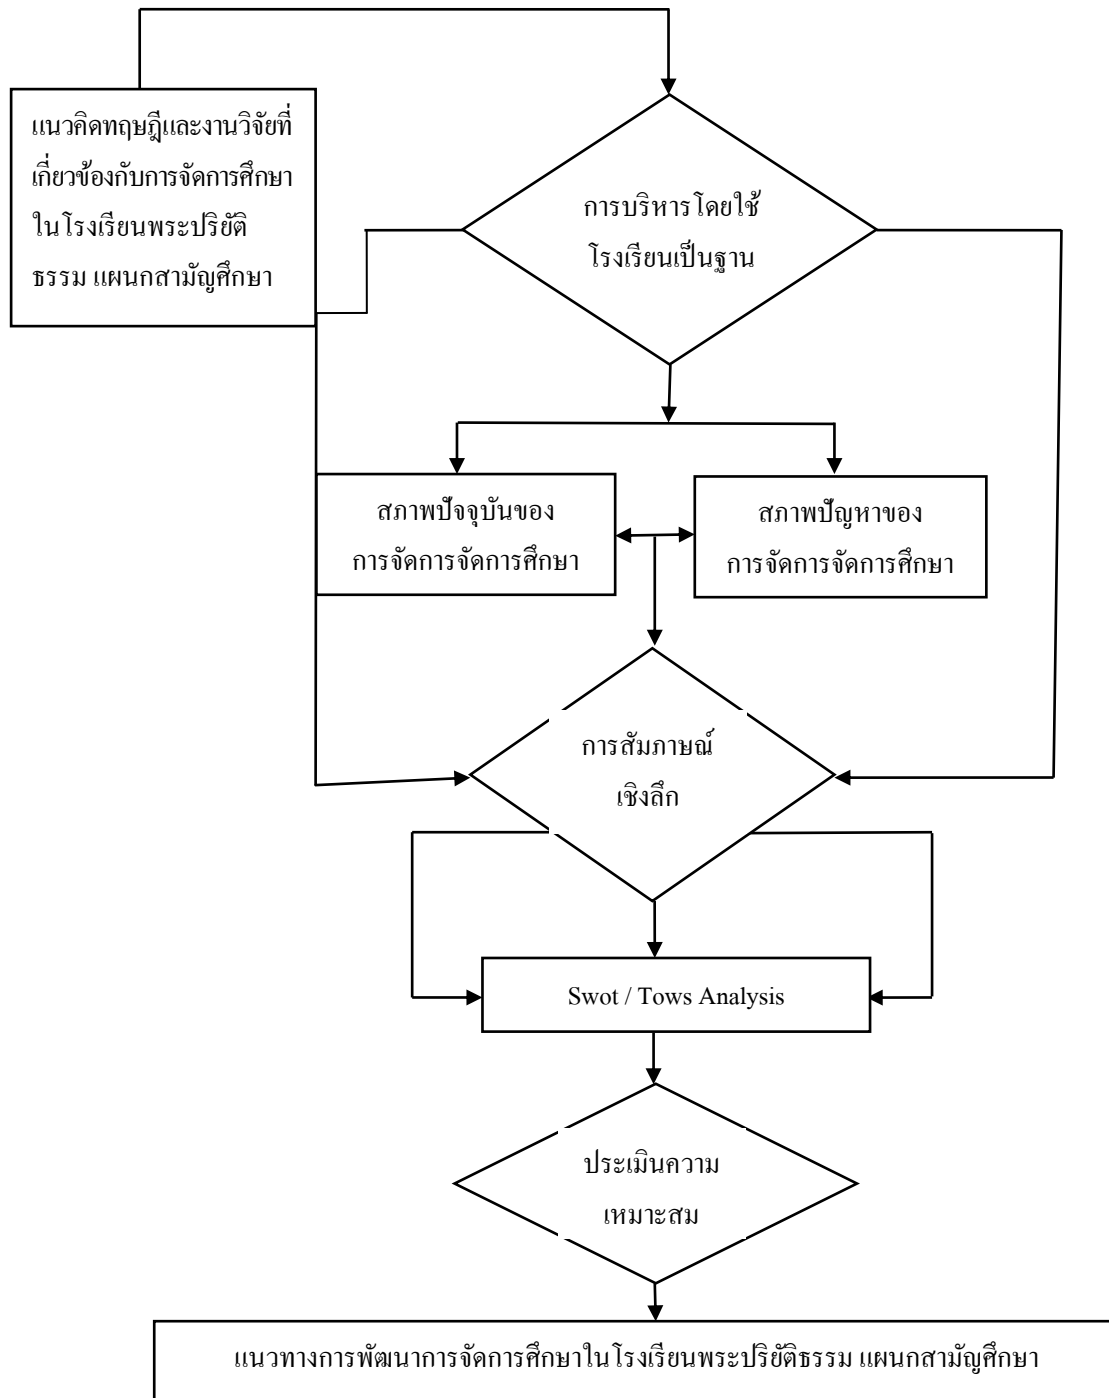 แนวคิดทฤษฎีและงานวิจัยที่
เกี่ยวข้องกับการจัดการศึกษา
ในโรงเรียนพระปริยัติ
ธรรม แผนกสามัญศึกษา
การบริหารโดยใช้
โรงเรียนเป็นฐาน
สภาพปัจจุบันของ
การจัดการจัดการศึกษา
สภาพปัญหาของ
การจัดการจัดการศึกษา
การสัมภาษณ์
เชิงลึก
Swot / Tows Analysis
ประเมินความ
เหมาะสม
แนวทางการพัฒนาการจัดการศึกษาในโรงเรียนพระปริยัติธรรม แผนกสามัญศึกษา